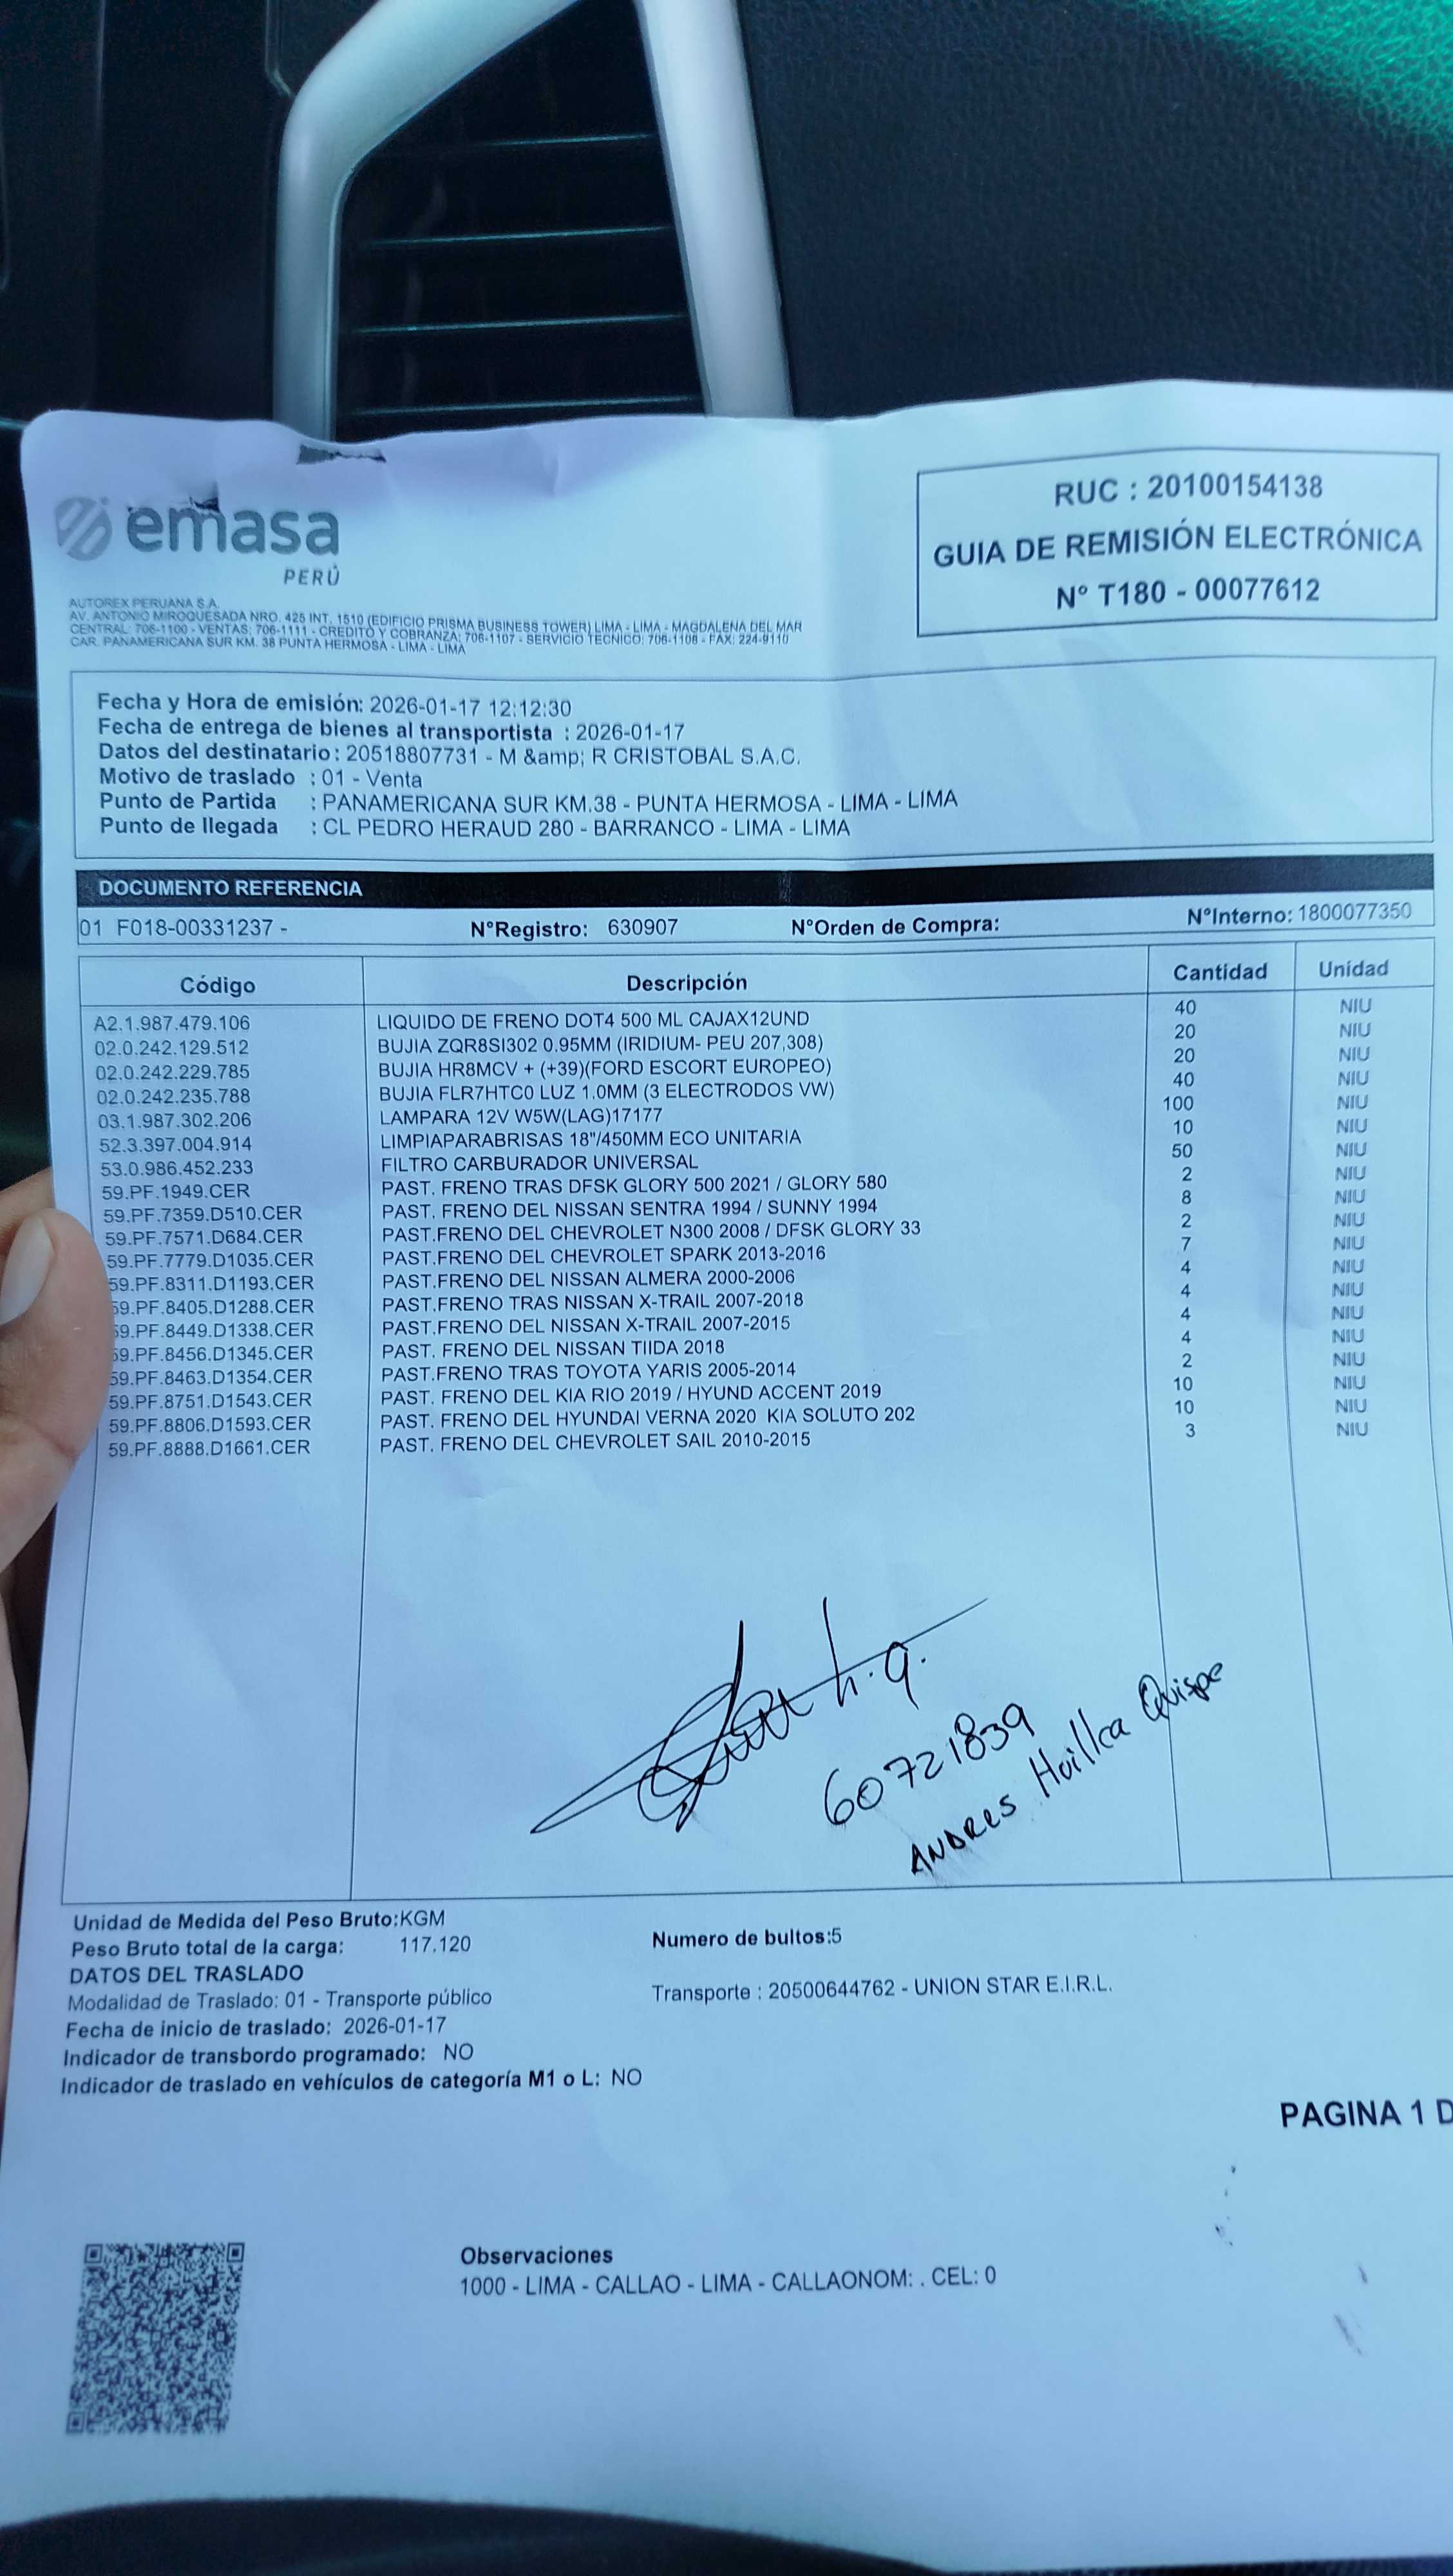 emasa
PERÚ
RUC : 20100154138
GUIA DE REMISIÓN ELECTRÓNICA
N° T180 - 00077612
AUTOREX PERUANA S.A.
AV. ANTONIO MIROQUESADA NRO. 425 INT. 1510 (EDIFICIO PRISMA BUSINESS TOWER) LIMA - LIMA - MAGDALENA DEL MAR
CENTRAL: 706-1100 - VENTAS: 706-1111 - CREDITO Y COBRANZA: 706-1107 - SERVICIO TECNICO: 706-1108 - FAX: 224-9110
CAR. PANAMERICANA SUR KM. 38 PUNTA HERMOSA - LIMA - LIMA
Fecha y Hora de emisión: 2026-01-17 12:12:30
Fecha de entrega de bienes al transportista : 2026-01-17
Datos del destinatario: 20518807731 - M &amp; R CRISTOBAL S.A.C.
Motivo de traslado : 01 - Venta
Punto de Partida : PANAMERICANA SUR KM.38 - PUNTA HERMOSA - LIMA - LIMA
Punto de llegada : CL PEDRO HERAUD 280 - BARRANCO - LIMA - LIMA
DOCUMENTO REFERENCIA
01 F018-00331237 - N°Registro: 630907 N°Orden de Compra: N°Interno: 1800077350
Código Descripción Cantidad Unidad
A2.1.987.479.106 LIQUIDO DE FRENO DOT4 500 ML CAJAX12UND 40 NIU
02.0.242.129.512 BUJIA ZQR8SI302 0.95MM (IRIDIUM- PEU 207,308) 20 NIU
02.0.242.229.785 BUJIA HR8MCV + (+39)(FORD ESCORT EUROPEO) 20 NIU
02.0.242.235.788 BUJIA FLR7HTC0 LUZ 1.0MM (3 ELECTRODOS VW) 40 NIU
03.1.987.302.206 LAMPARA 12V W5W(LAG)17177 100 NIU
52.3.397.004.914 LIMPIAPARABRISAS 18"/450MM ECO UNITARIA 10 NIU
53.0.986.452.233 FILTRO CARBURADOR UNIVERSAL 50 NIU
59.PF.1949.CER PAST. FRENO TRAS DFSK GLORY 500 2021 / GLORY 580 2 NIU
59.PF.7359.D510.CER PAST. FRENO DEL NISSAN SENTRA 1994 / SUNNY 1994 8 NIU
59.PF.7571.D684.CER PAST.FRENO DEL CHEVROLET N300 2008 / DFSK GLORY 33 2 NIU
59.PF.7779.D1035.CER PAST.FRENO DEL CHEVROLET SPARK 2013-2016 7 NIU
59.PF.8311.D1193.CER PAST.FRENO DEL NISSAN ALMERA 2000-2006 4 NIU
59.PF.8405.D1288.CER PAST.FRENO TRAS NISSAN X-TRAIL 2007-2018 4 NIU
59.PF.8449.D1338.CER PAST.FRENO DEL NISSAN X-TRAIL 2007-2015 4 NIU
59.PF.8456.D1345.CER PAST. FRENO DEL NISSAN TIIDA 2018 4 NIU
59.PF.8463.D1354.CER PAST.FRENO TRAS TOYOTA YARIS 2005-2014 2 NIU
59.PF.8751.D1543.CER PAST. FRENO DEL KIA RIO 2019 / HYUND ACCENT 2019 10 NIU
59.PF.8806.D1593.CER PAST. FRENO DEL HYUNDAI VERNA 2020 KIA SOLUTO 202 10 NIU
59.PF.8888.D1661.CER PAST. FRENO DEL CHEVROLET SAIL 2010-2015 3 NIU
60721839
ANDRES Huillca Quispe
Unidad de Medida del Peso Bruto:KGM
Peso Bruto total de la carga: 117.120 Numero de bultos:5
DATOS DEL TRASLADO
Modalidad de Traslado: 01 - Transporte público Transporte : 20500644762 - UNION STAR E.I.R.L.
Fecha de inicio de traslado: 2026-01-17
Indicador de transbordo programado: NO
Indicador de traslado en vehículos de categoría M1 o L: NO
PAGINA 1 D
Observaciones
1000 - LIMA - CALLAO - LIMA - CALLAONOM: . CEL: 0